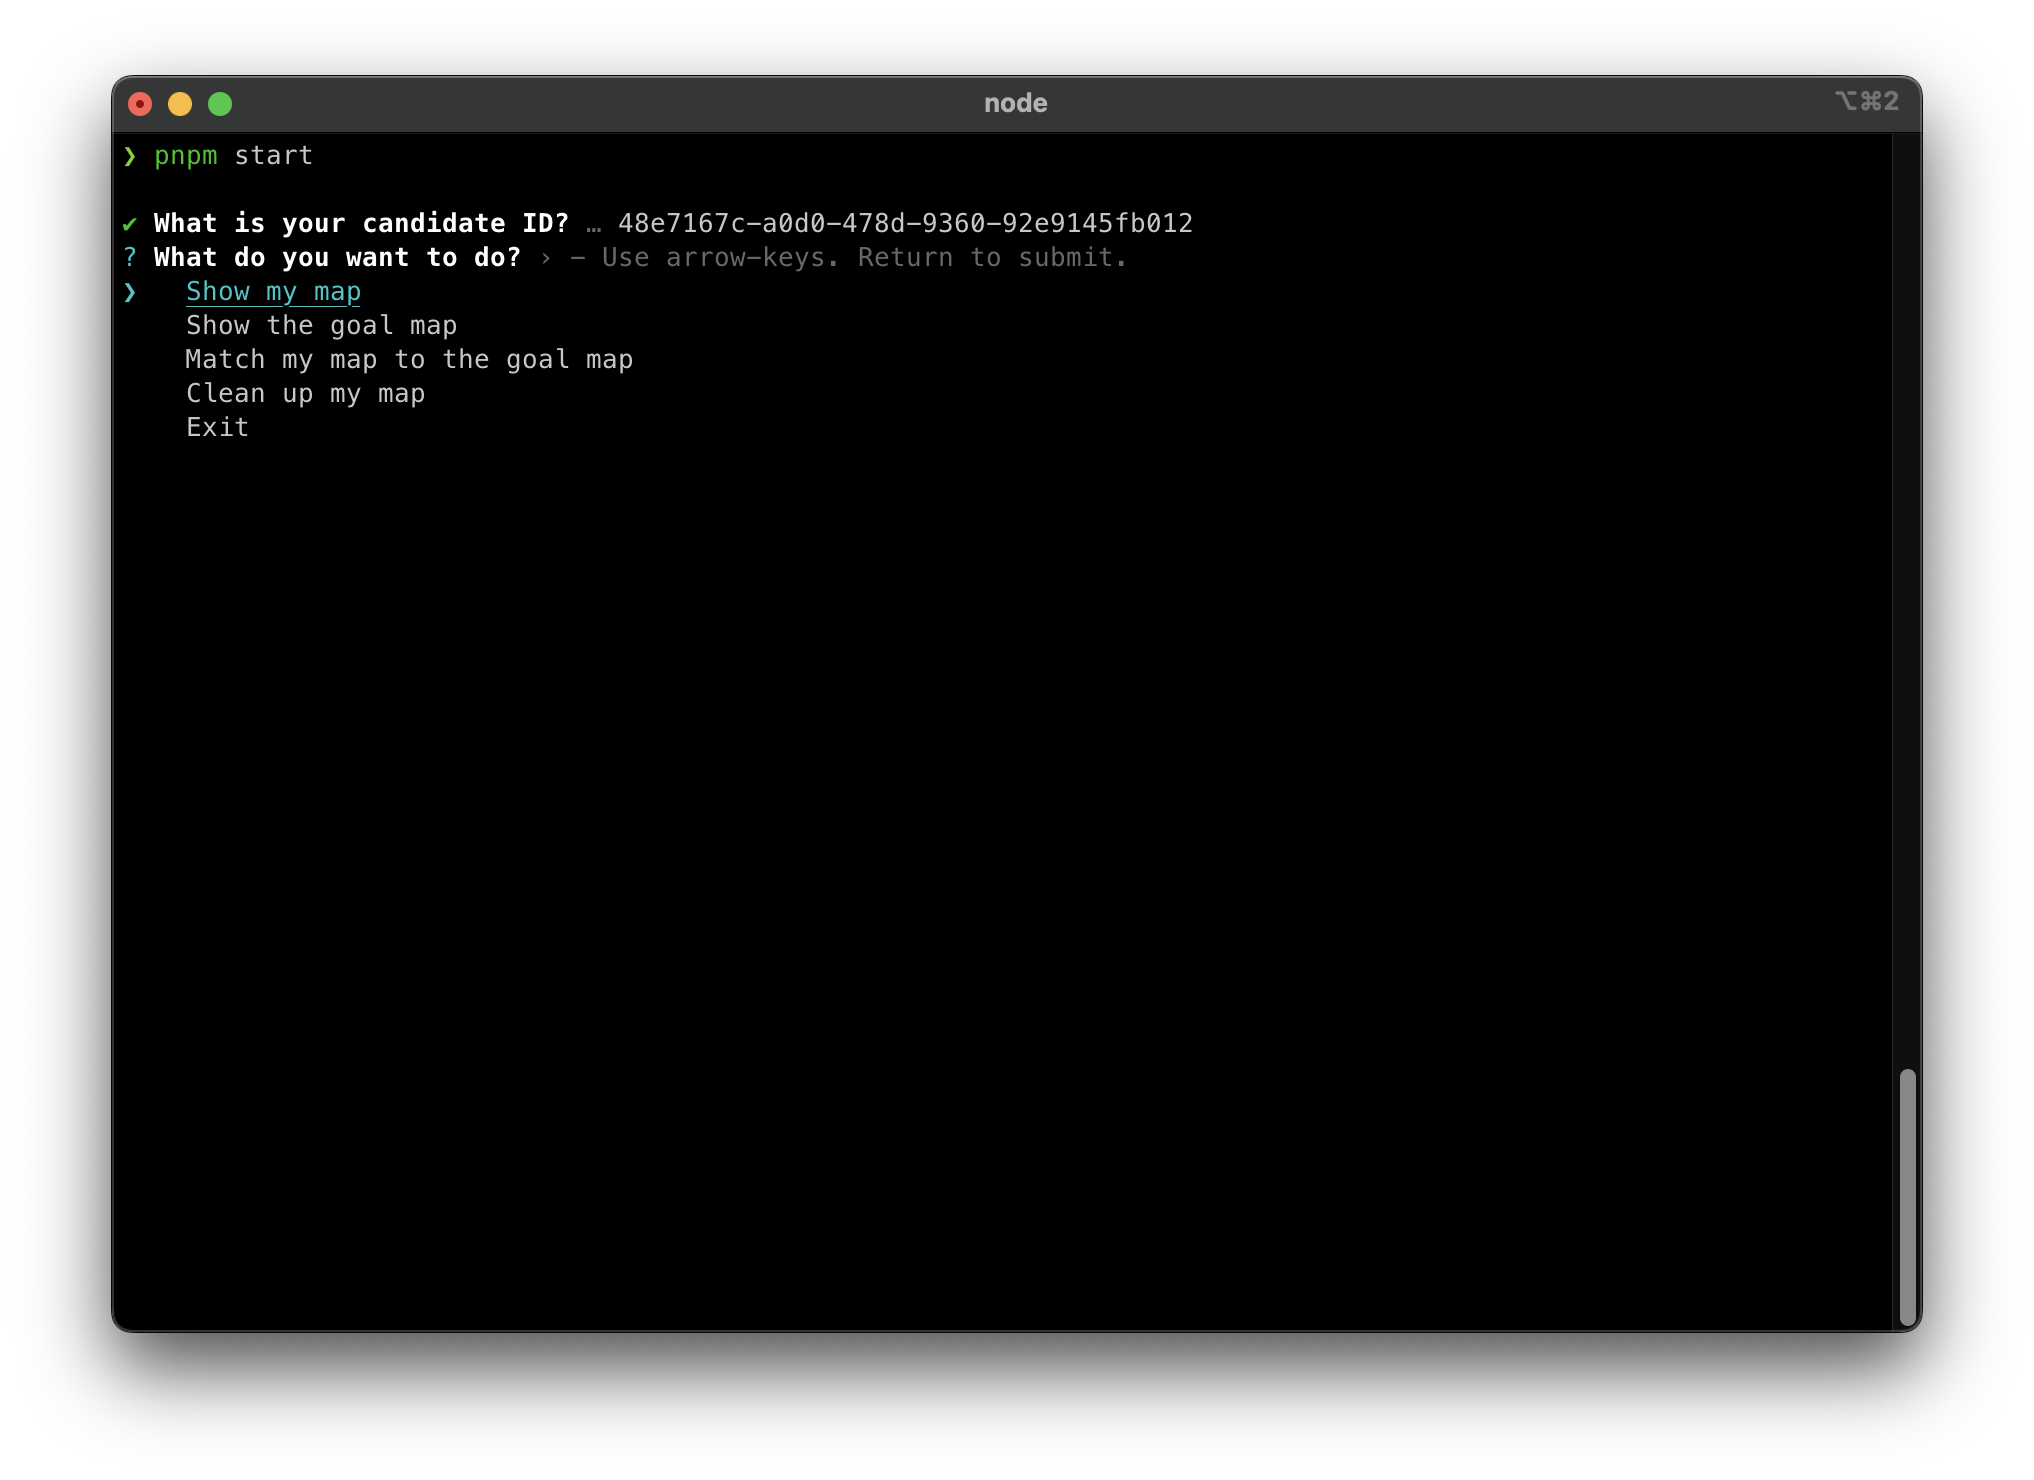 node
⌥⌘2
❯ pnpm start
✔ What is your candidate ID? … 48e7167c-a0d0-478d-9360-92e9145fb012
? What do you want to do? › - Use arrow-keys. Return to submit.
❯ Show my map
Show the goal map
Match my map to the goal map
Clean up my map
Exit